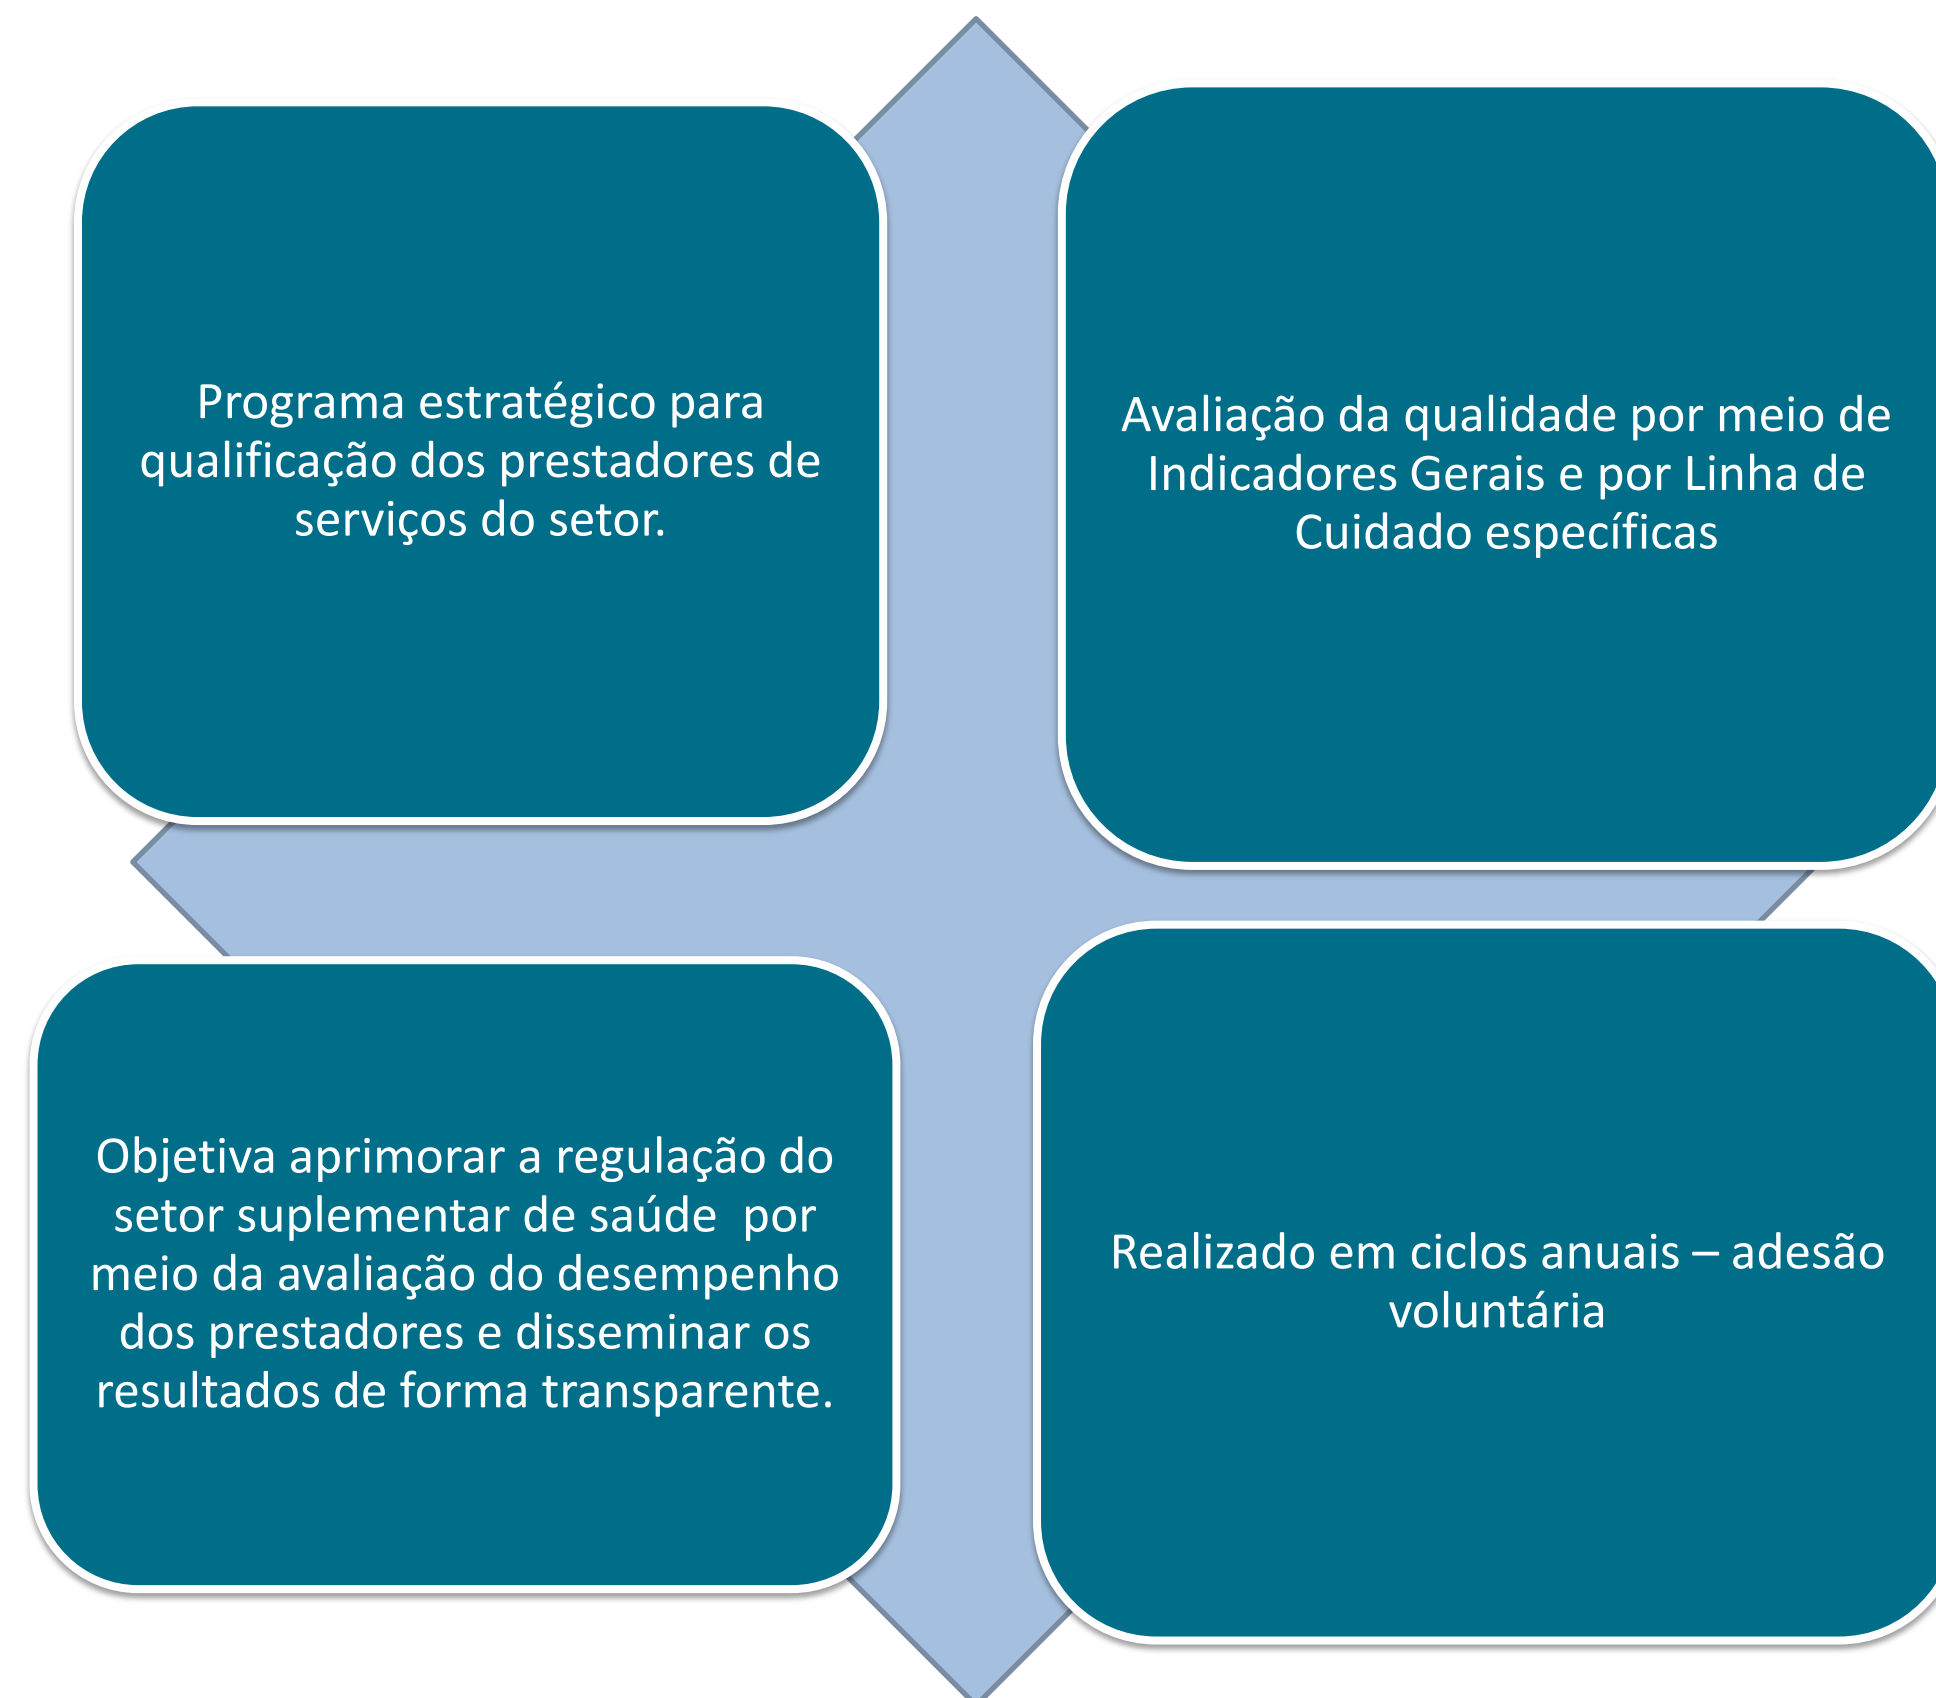 Programa estratégico para
qualificação dos prestadores de
serviços do setor.
Avaliação da qualidade por meio de
Indicadores Gerais e por Linha de
Cuidado específicas
Objetiva aprimorar a regulação do
setor suplementar de saúde  por
meio da avaliação do desempenho
dos prestadores e disseminar os
resultados de forma transparente.
Realizado em ciclos anuais – adesão
voluntária